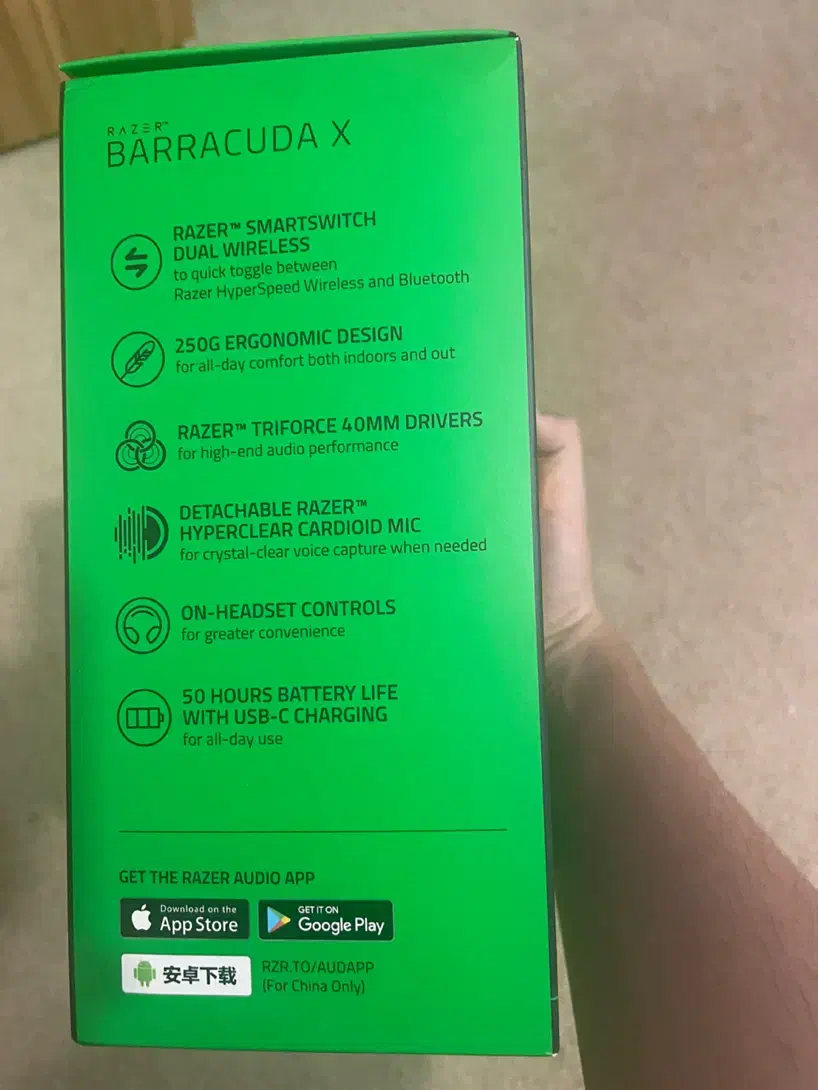 RAZER™
BARRACUDA X
RAZER™ SMARTSWITCH
DUAL WIRELESS
to quick toggle between
Razer HyperSpeed Wireless and Bluetooth
250G ERGONOMIC DESIGN
for all-day comfort both indoors and out
RAZER™ TRIFORCE 40MM DRIVERS
for high-end audio performance
DETACHABLE RAZER™
HYPERCLEAR CARDIOID MIC
for crystal-clear voice capture when needed
ON-HEADSET CONTROLS
for greater convenience
50 HOURS BATTERY LIFE
WITH USB-C CHARGING
for all-day use
GET THE RAZER AUDIO APP
Download on the
App Store
GET IT ON
Google Play
安卓下载
RZR.TO/AUDAPP
(For China Only)